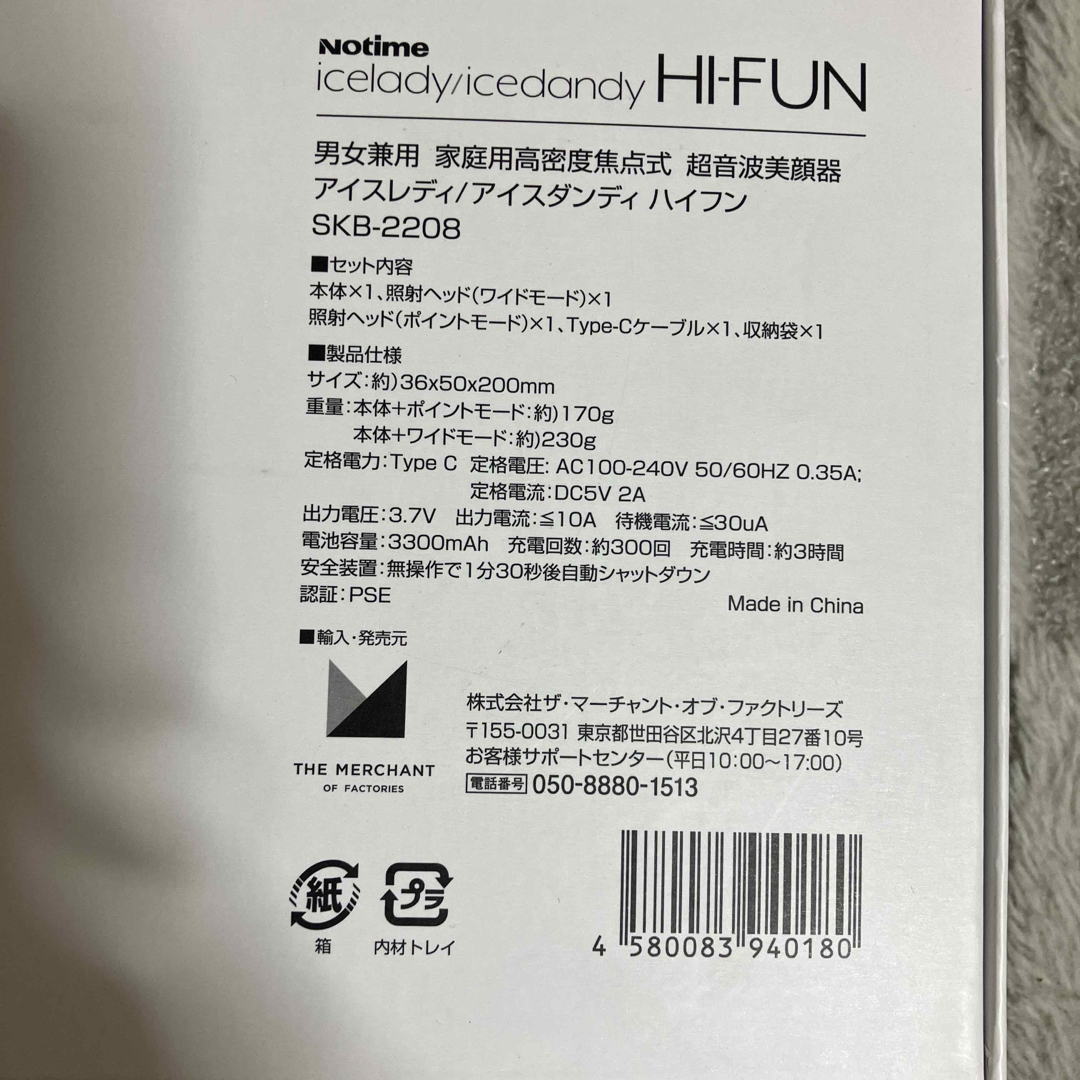 Notime
icelady/icedandy HI-FUN
男女兼用 家庭用高密度焦点式 超音波美顔器
アイスレディ/アイスダンディ ハイフン
SKB-2208
■セット内容
本体×1、照射ヘッド(ワイドモード)×1
照射ヘッド(ポイントモード)×1、Type-Cケーブル×1、収納袋×1
■製品仕様
サイズ:約)36x50x200mm
重量:本体+ポイントモード:約)170g
本体+ワイドモード:約)230g
定格電力:Type C 定格電圧: AC100-240V 50/60HZ 0.35A;
定格電流:DC5V 2A
出力電圧:3.7V 出力電流:≦10A 待機電流:≦30uA
電池容量:3300mAh 充電回数:約300回 充電時間:約3時間
安全装置:無操作で1分30秒後自動シャットダウン
認証:PSE
Made in China
■輸入・発売元
THE MERCHANT
OF FACTORIES
株式会社ザ・マーチャント・オブ・ファクトリーズ
〒155-0031 東京都世田谷区北沢4丁目27番10号
お客様サポートセンター(平日10:00〜17:00)
電話番号 050-8880-1513
紙
箱
プラ
内材トレイ
4 580083 940180